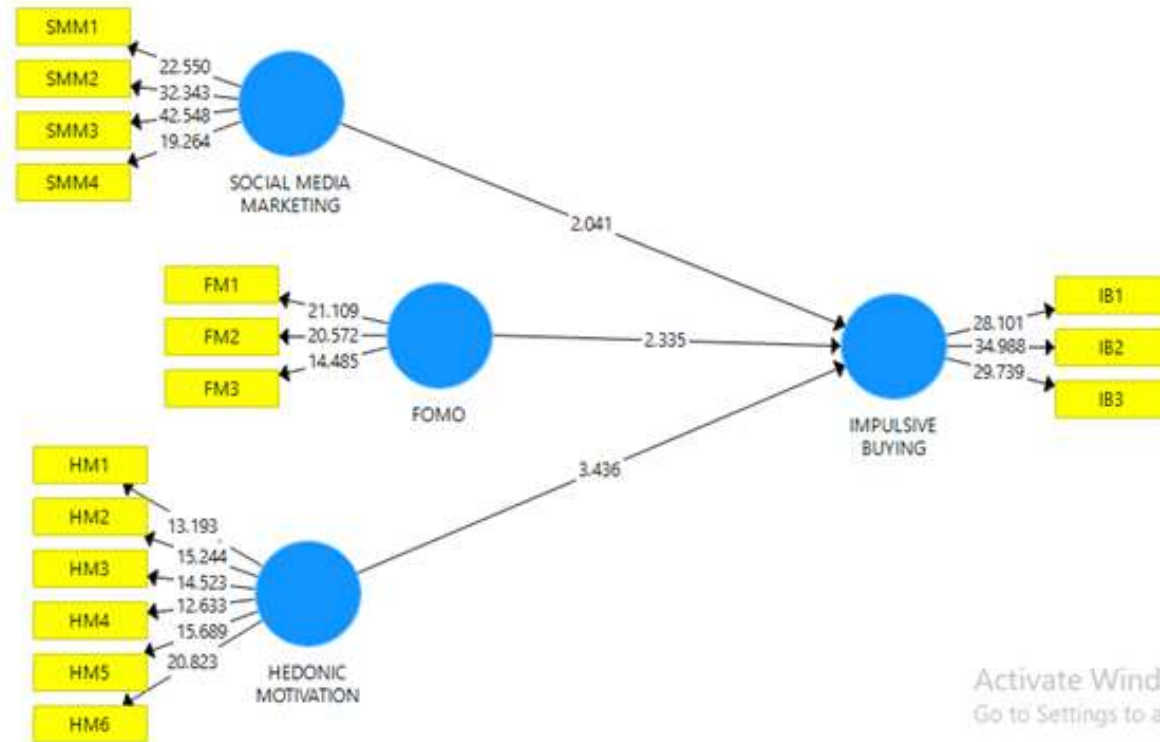 SMM1
SMM2
SMM3
SMM4
22.550
32.343
42.548
19.264
SOCIAL MEDIA
MARKETING
2.041
FM1
FM2
FM3
21.109
20.572
14.485
FOMO
2.335
HM1
HM2
HM3
HM4
HM5
HM6
13.193
15.244
14.523
12.633
15.689
20.823
HEDONIC
MOTIVATION
3.436
IMPULSIVE
BUYING
28.101
34.988
29.739
IB1
IB2
IB3
Activate Wind
Go to Settings to a